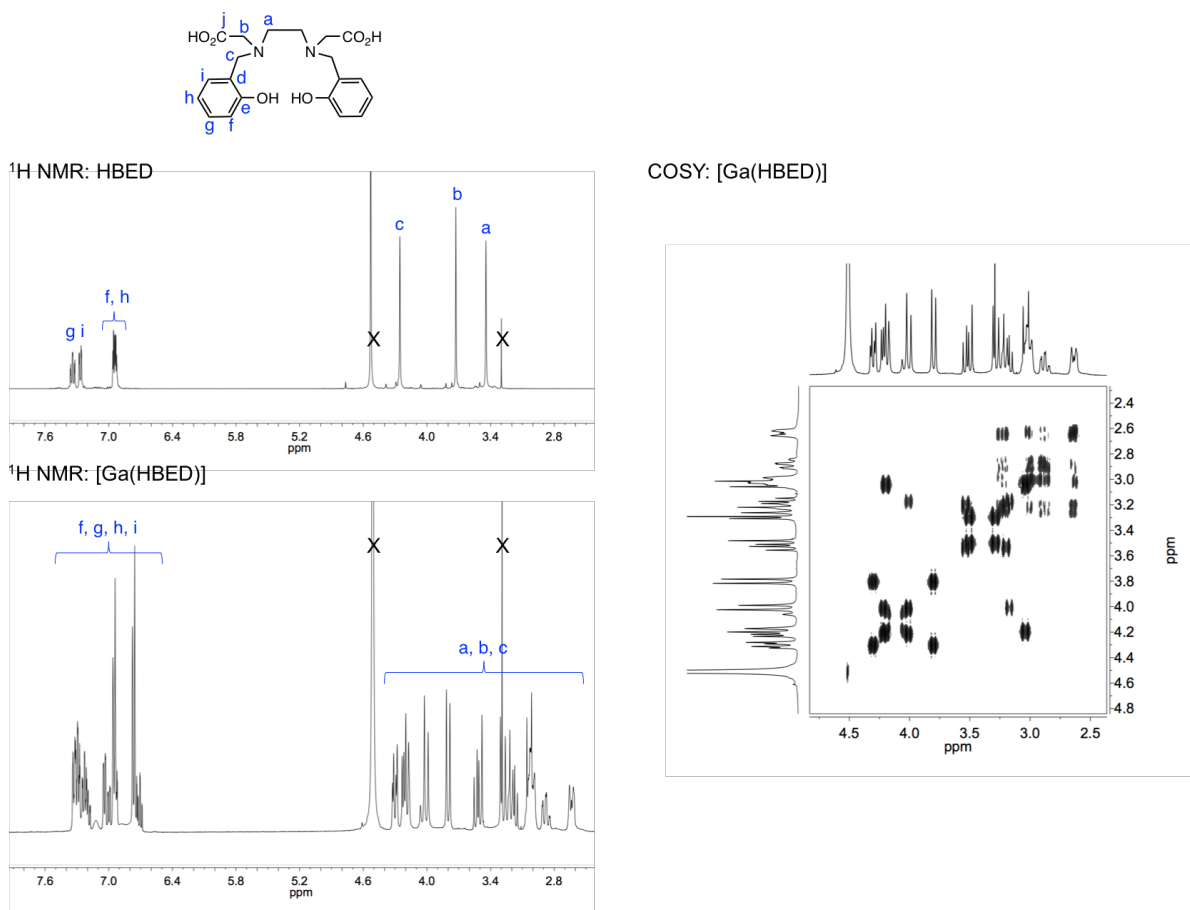 j
b
a
HO₂C
CO₂H
N
N
c
i
d
h
OH
HO
e
g
f
¹H NMR: HBED
b
c
a
f, h
g i
X
X
7.6 7.0 6.4 5.8 5.2 4.6 4.0 3.4 2.8
ppm
¹H NMR: [Ga(HBED)]
f, g, h, i
X
X
a, b, c
7.6 7.0 6.4 5.8 5.2 4.6 4.0 3.4 2.8
ppm
COSY: [Ga(HBED)]
2.4
2.6
2.8
3.0
3.2
3.4
3.6
3.8
4.0
4.2
4.4
4.6
4.8
ppm
4.5 4.0 3.5 3.0 2.5
ppm